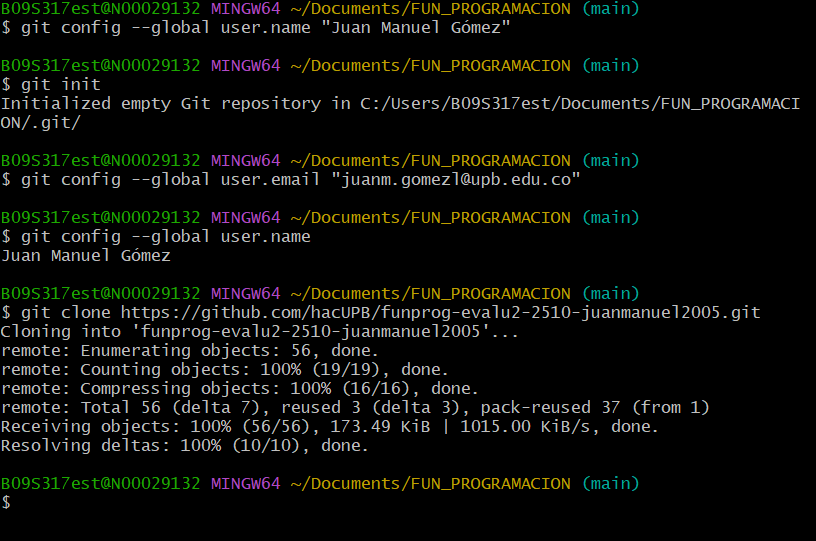 B09S317est@N00029132 MINGW64 ~/Documents/FUN_PROGRAMACION (main)
$ git config --global user.name "Juan Manuel Gómez"
B09S317est@N00029132 MINGW64 ~/Documents/FUN_PROGRAMACION (main)
$ git init
Initialized empty Git repository in C:/Users/B09S317est/Documents/FUN_PROGRAMACI
ON/.git/
B09S317est@N00029132 MINGW64 ~/Documents/FUN_PROGRAMACION (main)
$ git config --global user.email "juanm.gomezl@upb.edu.co"
B09S317est@N00029132 MINGW64 ~/Documents/FUN_PROGRAMACION (main)
$ git config --global user.name
Juan Manuel Gómez
B09S317est@N00029132 MINGW64 ~/Documents/FUN_PROGRAMACION (main)
$ git clone https://github.com/hacUPB/funprog-evalu2-2510-juanmanuel2005.git
Cloning into 'funprog-evalu2-2510-juanmanuel2005'...
remote: Enumerating objects: 56, done.
remote: Counting objects: 100% (19/19), done.
remote: Compressing objects: 100% (16/16), done.
remote: Total 56 (delta 7), reused 3 (delta 3), pack-reused 37 (from 1)
Receiving objects: 100% (56/56), 173.49 KiB | 1015.00 KiB/s, done.
Resolving deltas: 100% (10/10), done.
B09S317est@N00029132 MINGW64 ~/Documents/FUN_PROGRAMACION (main)
$